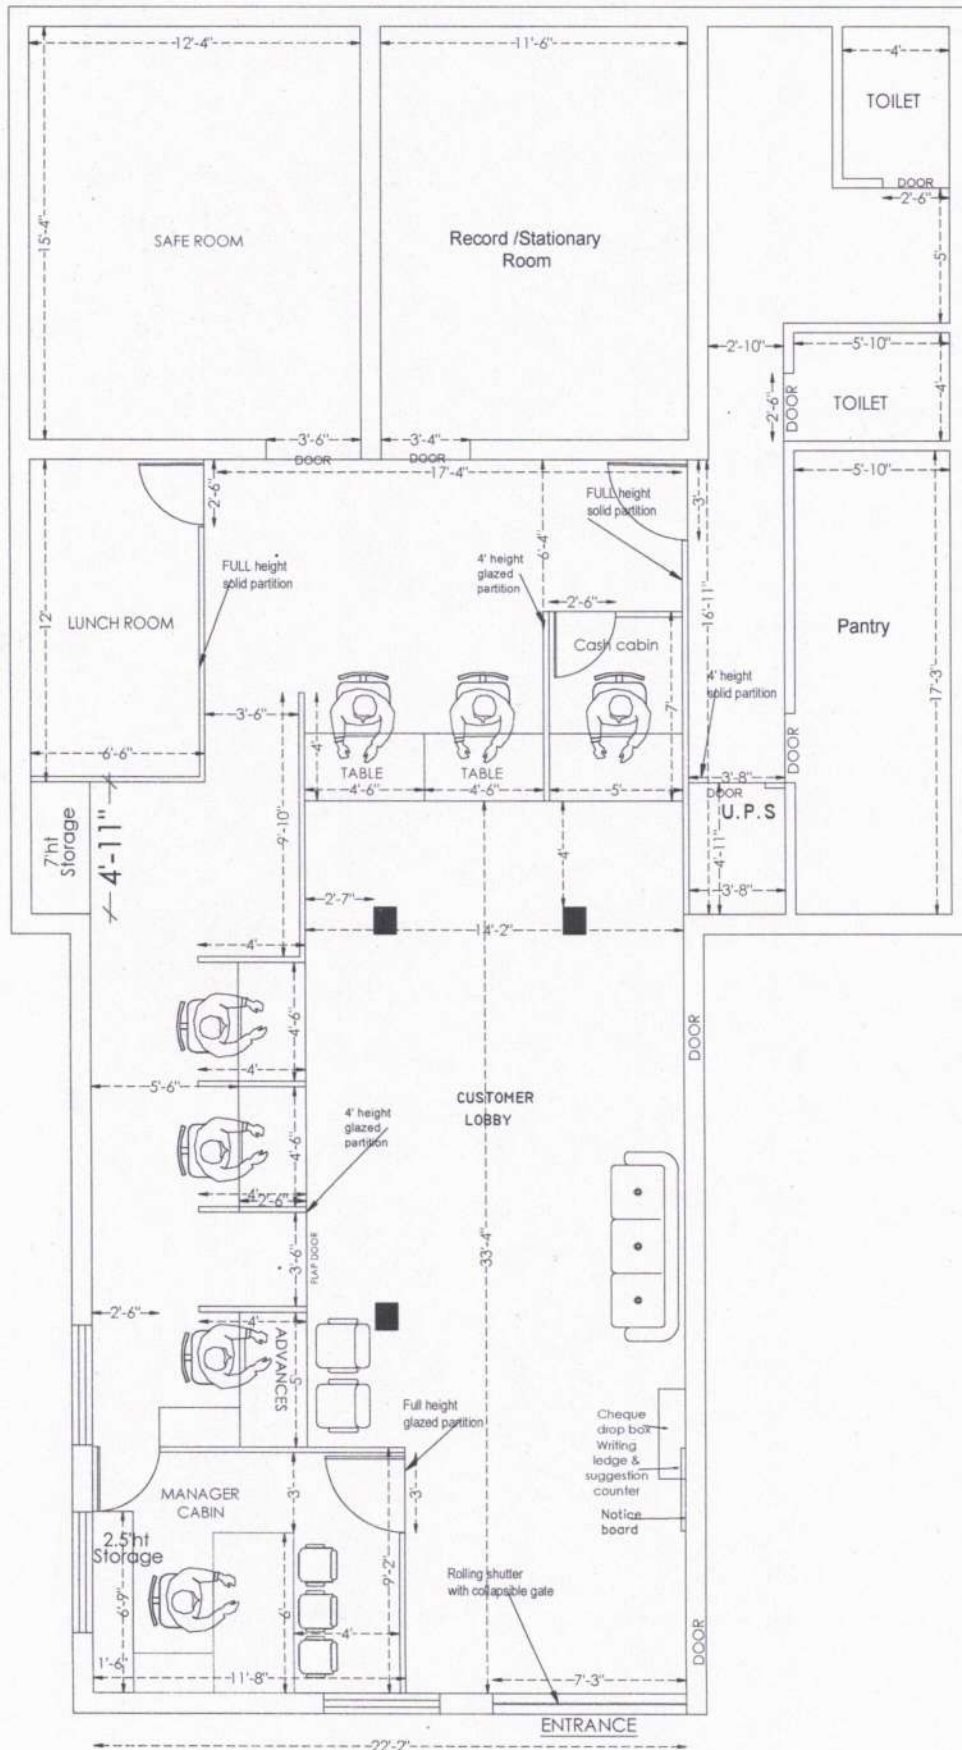 12'-4"
11'-6"
4'
TOILET
DOOR
2'-6"
15'-4"
SAFE ROOM
Record /Stationary
Room
5'
2'-10"
5'-10"
2'-6"
DOOR
TOILET
4'
3'-6"
DOOR
3'-4"
DOOR
17'-4"
5'-10"
2'-6"
FULL height
solid partition
3'
6'-4"
FULL height
solid partition
4' height
glazed
partition
2'-6"
16'-11"
12'
LUNCH ROOM
Cash cabin
Pantry
17'-3"
4' height
solid partition
3'-6"
4'
7'
6'-6"
TABLE
TABLE
4'-6"
4'-6"
5'
3'-8"
DOOR
DOOR
U.P.S
7'ht
Storage
4'-11"
9'-10"
4'
4'-11"
3'-8"
2'-7"
14'-2"
4'
4'-6"
DOOR
4'
5'-6"
CUSTOMER
LOBBY
4' height
glazed
partition
4'-6"
4'
2'-6"
3'-6"
FLAP DOOR
33'-4"
2'-6"
4'
ADVANCES
5'
Full height
glazed partition
Cheque
drop box
Writing
ledge &
suggestion
counter
Notice
board
MANAGER
CABIN
3'
3'
2.5'ht
Storage
9'-2"
Rolling shutter
with collapsible gate
6'-9"
6'
4'
DOOR
1'-6"
11'-8"
7'-3"
ENTRANCE
22'-2"